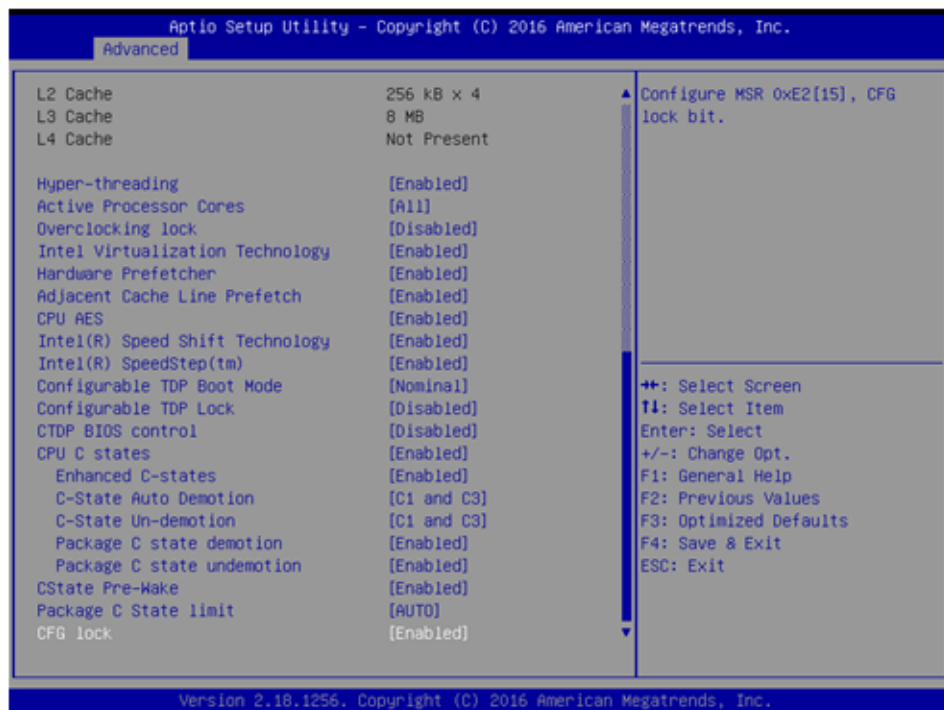 Aptio Setup Utility – Copyright (C) 2016 American Megatrends, Inc.
Advanced
L2 Cache 256 kB x 4
L3 Cache 8 MB
L4 Cache Not Present
Hyper-threading [Enabled]
Active Processor Cores [All]
Overclocking lock [Disabled]
Intel Virtualization Technology [Enabled]
Hardware Prefetcher [Enabled]
Adjacent Cache Line Prefetch [Enabled]
CPU AES [Enabled]
Intel(R) Speed Shift Technology [Enabled]
Intel(R) SpeedStep(tm) [Enabled]
Configurable TDP Boot Mode [Nominal]
Configurable TDP Lock [Disabled]
CTDP BIOS control [Disabled]
CPU C states [Enabled]
Enhanced C-states [Enabled]
C-State Auto Demotion [C1 and C3]
C-State Un-demotion [C1 and C3]
Package C state demotion [Enabled]
Package C state undemotion [Enabled]
CState Pre-Wake [Enabled]
Package C State limit [AUTO]
CFG lock [Enabled]
Configure MSR 0xE2[15], CFG
lock bit.
→←: Select Screen
↑↓: Select Item
Enter: Select
+/-: Change Opt.
F1: General Help
F2: Previous Values
F3: Optimized Defaults
F4: Save & Exit
ESC: Exit
Version 2.18.1256. Copyright (C) 2016 American Megatrends, Inc.